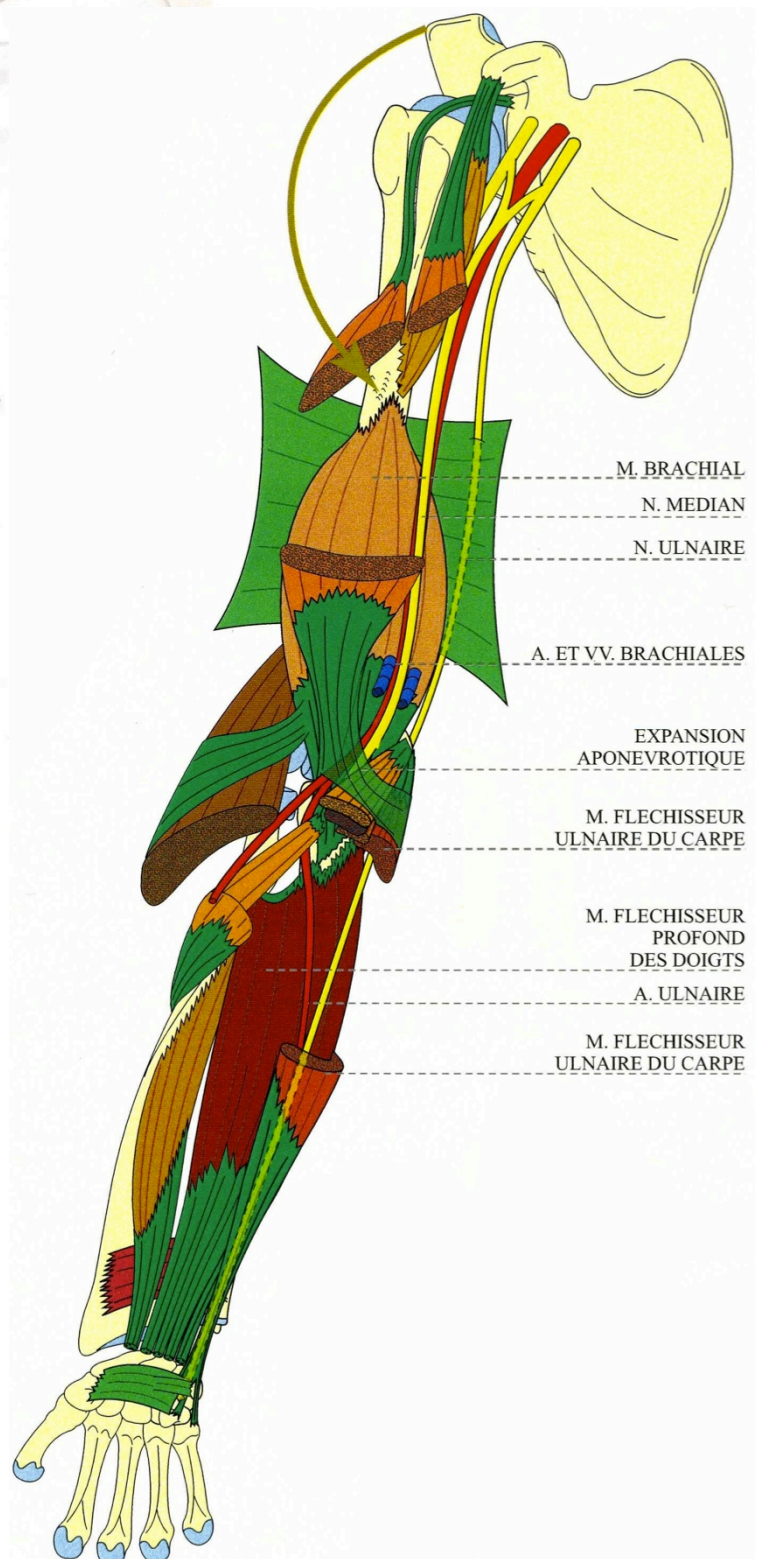 M. BRACHIAL
N. MEDIAN
N. ULNAIRE
A. ET VV. BRACHIALES
EXPANSION
APONEVROTIQUE
M. FLECHISSEUR
ULNAIRE DU CARPE
M. FLECHISSEUR
PROFOND
DES DOIGTS
A. ULNAIRE
M. FLECHISSEUR
ULNAIRE DU CARPE